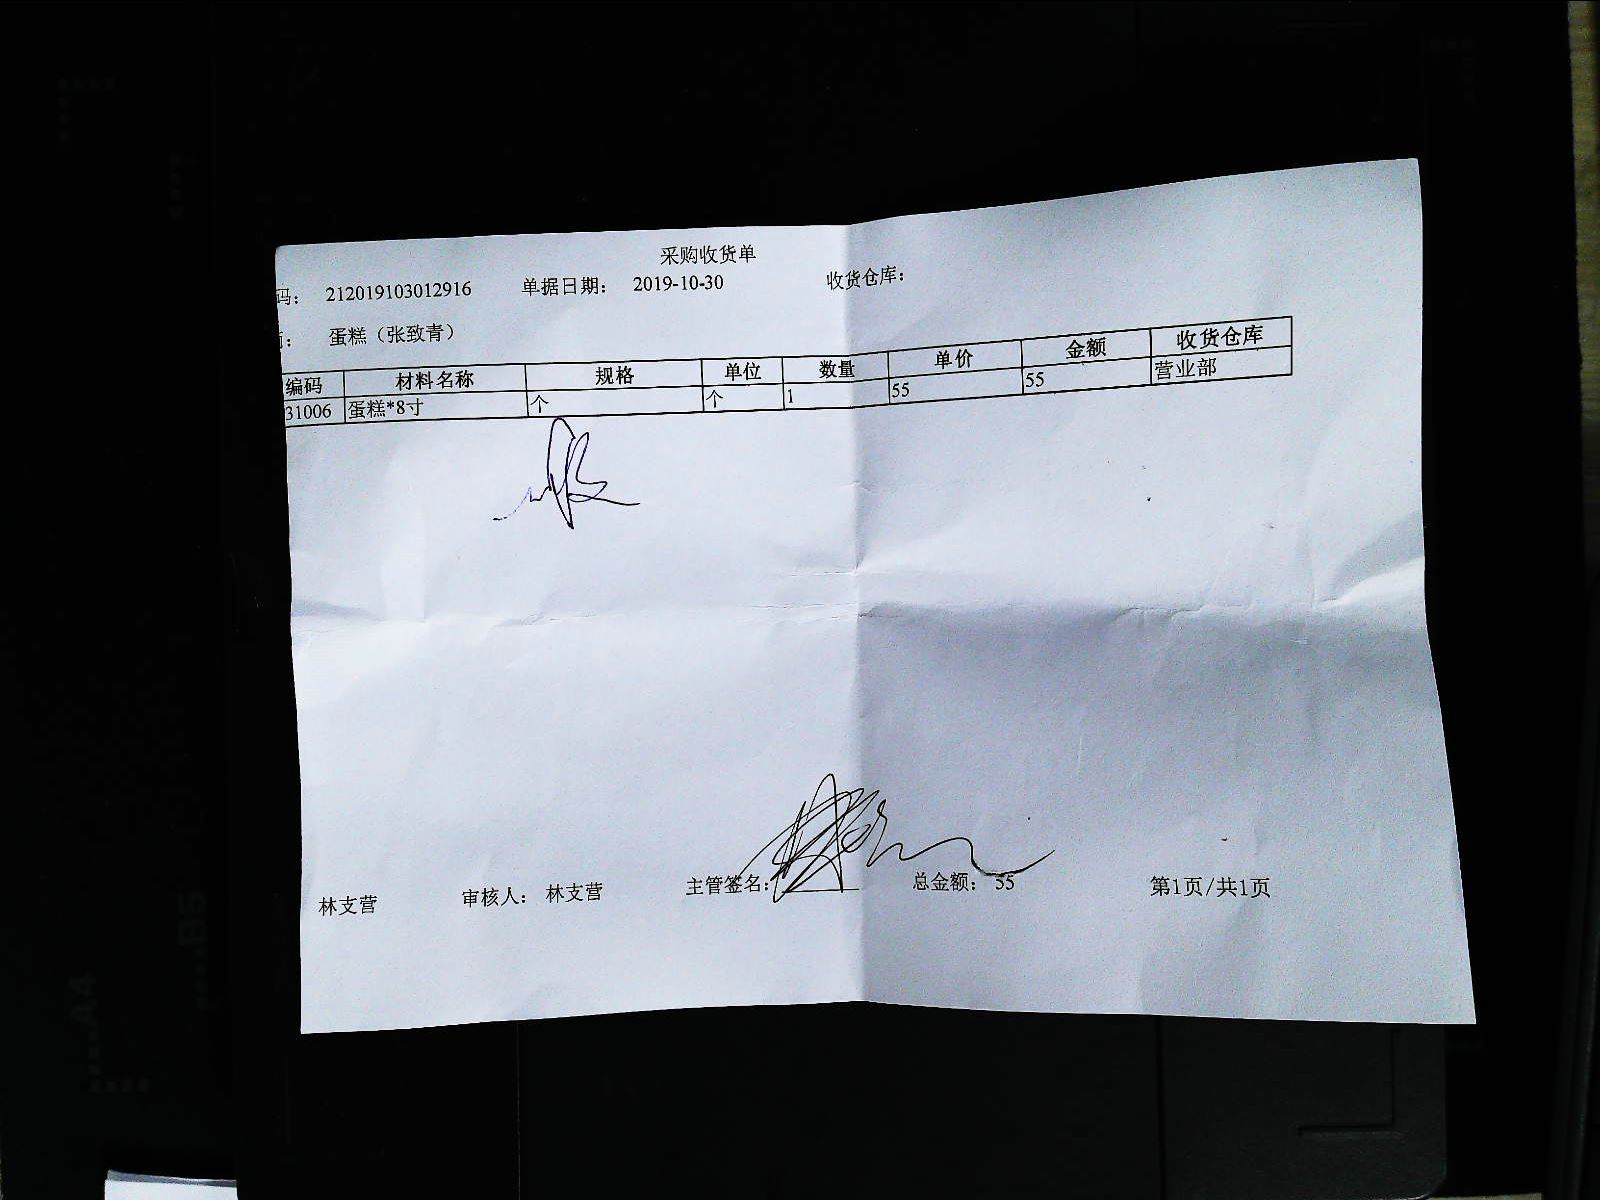 采购收货单
码： 212019103012916 单据日期： 2019-10-30 收货仓库：
蛋糕（张致青）
编码 材料名称 规格 单位 数量 单价 金额 收货仓库
31006 蛋糕*8寸 个 个 1 55 55 营业部
林支营 审核人： 林支营 主管签名： 总金额： 55 第1页/共1页